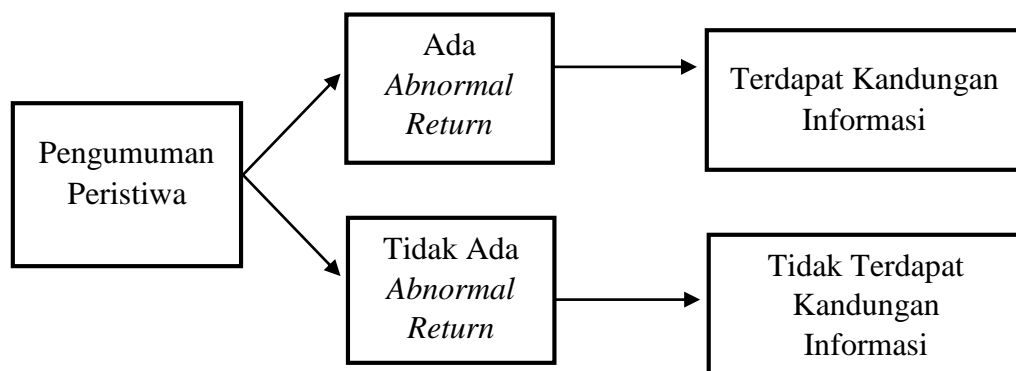 Pengumuman
Peristiwa
Ada
Abnormal
Return
Terdapat Kandungan
Informasi
Tidak Ada
Abnormal
Return
Tidak Terdapat
Kandungan
Informasi